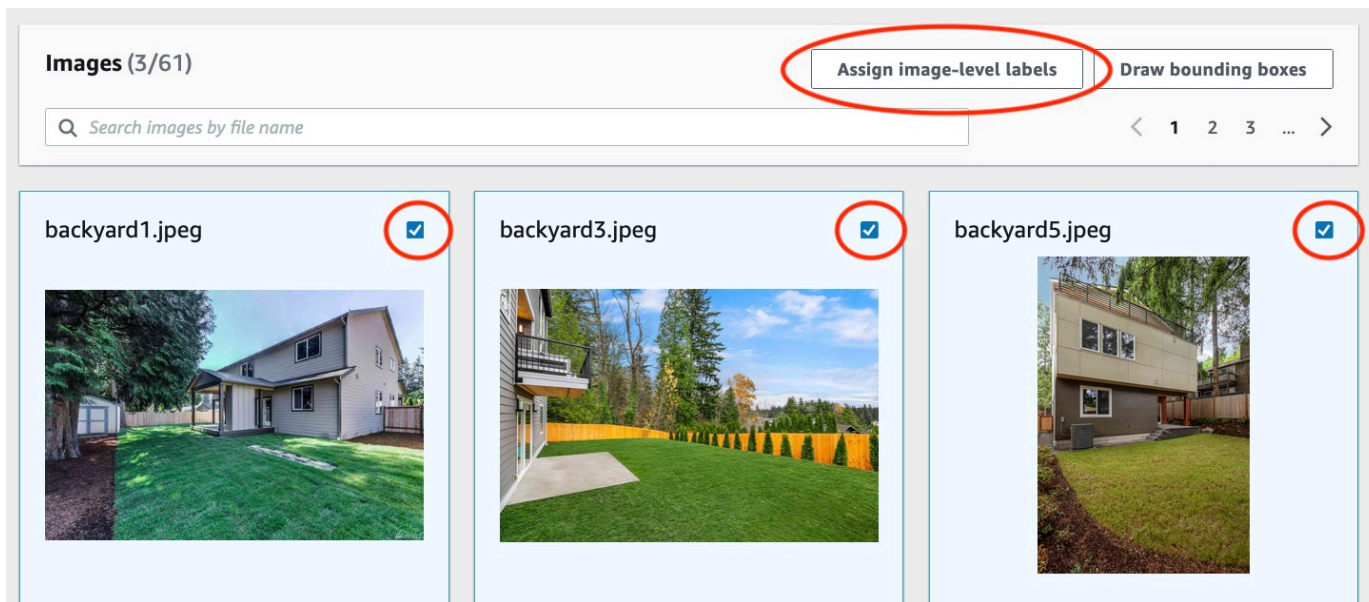 Images (3/61)
Assign image-level labels
Draw bounding boxes
Search images by file name
1 2 3 ...
backyard1.jpeg
backyard3.jpeg
backyard5.jpeg